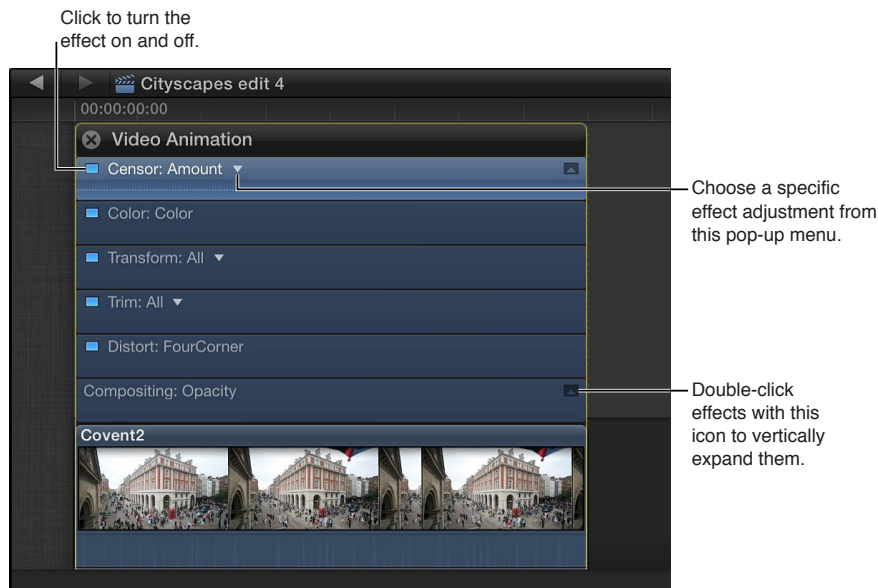 Click to turn the
effect on and off.
Cityscapes edit 4
00:00:00:00
Video Animation
Censor: Amount
Choose a specific
effect adjustment from
this pop-up menu.
Color: Color
Transform: All
Trim: All
Distort: FourCorner
Compositing: Opacity
Double-click
effects with this
icon to vertically
expand them.
Covent2